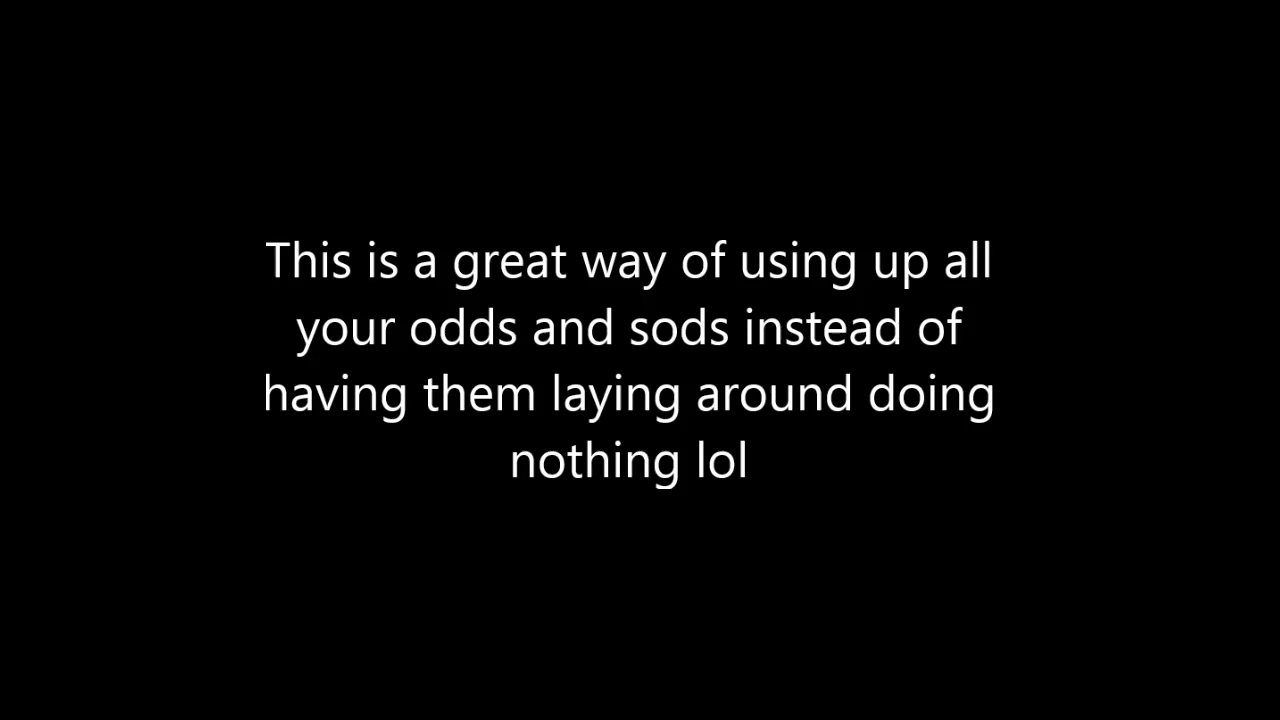 This is a great way of using up all
your odds and sods instead of
having them laying around doing
nothing lol